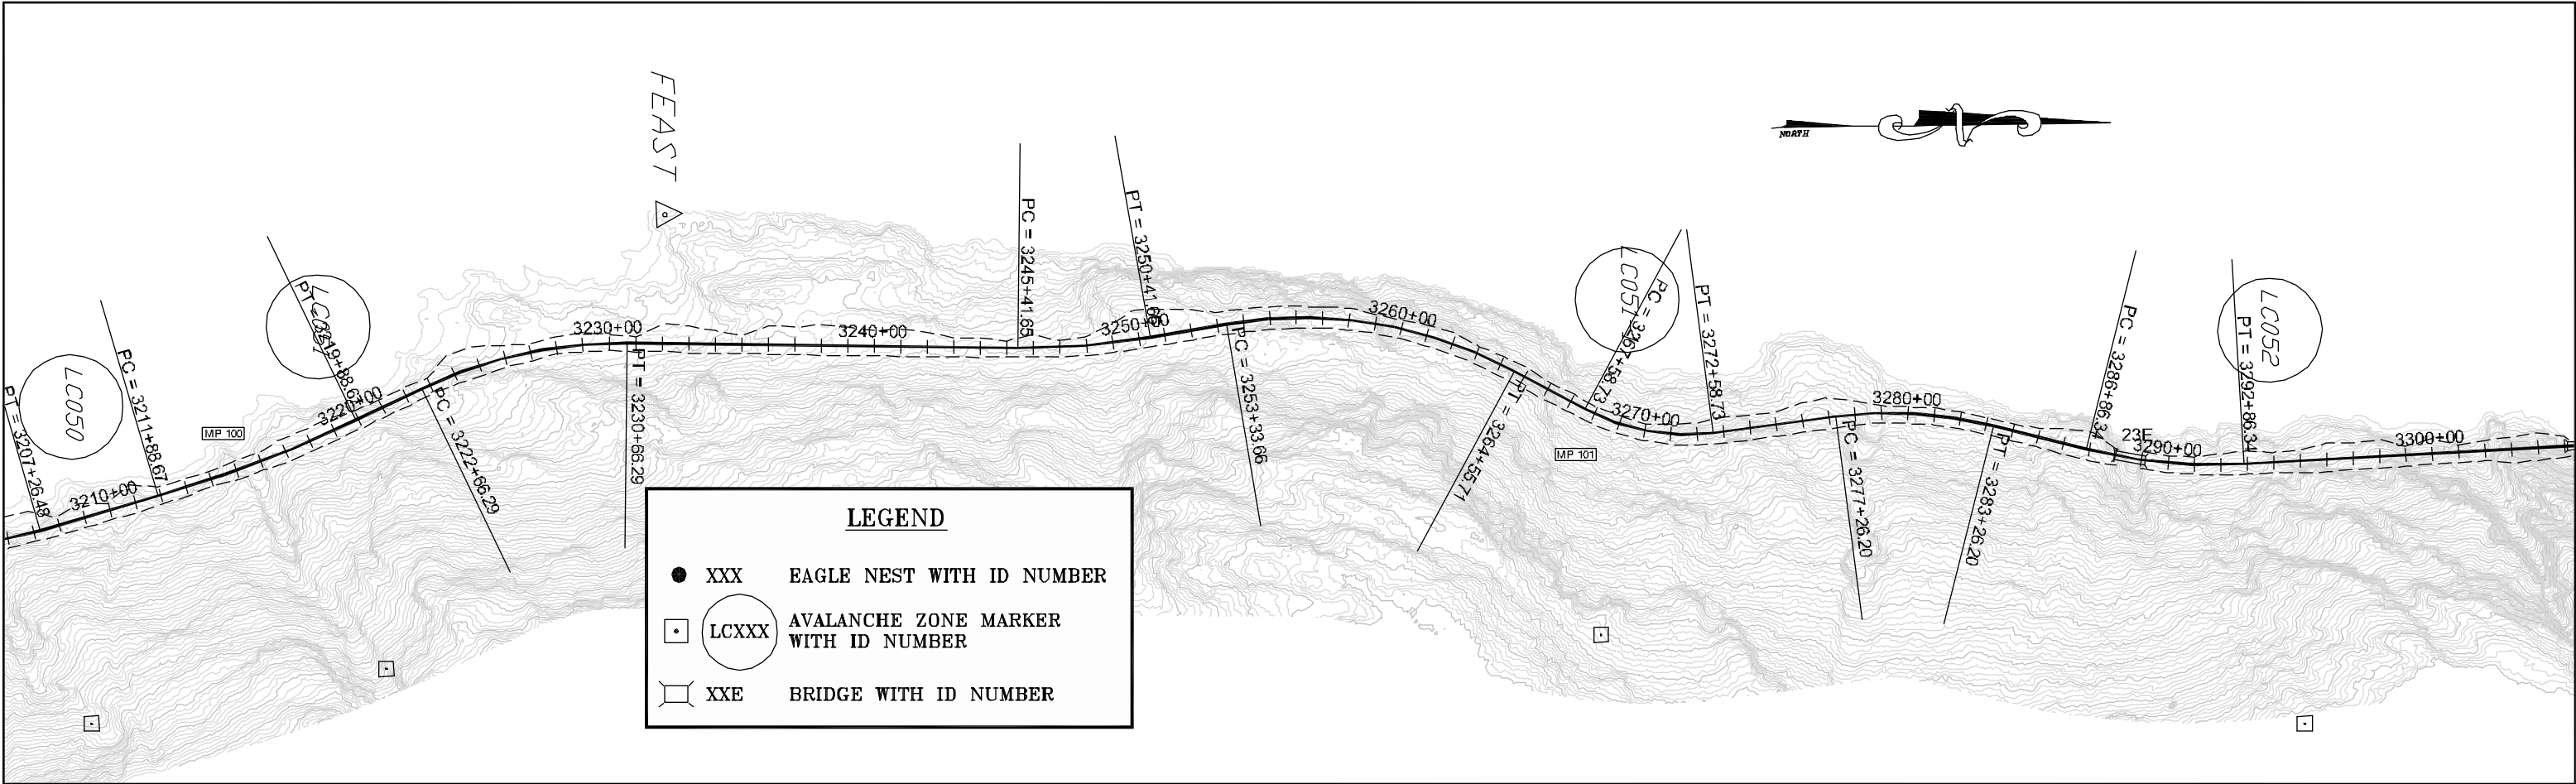 FEAST
NORTH
LC050
LC051
LC051
LC052
PT = 3207+26.48
PC = 3211+88.67
PT = 3219+88.67
PC = 3222+66.29
PT = 3230+66.29
PC = 3245+41.65
PT = 3250+41.65
PC = 3253+33.66
PT = 3264+55.71
PC = 3267+58.73
PT = 3272+58.73
PC = 3277+26.20
PT = 3283+26.20
PC = 3286+86.34
PT = 3292+86.34
3210+00
3220+00
3230+00
3240+00
3250+00
3260+00
3270+00
3280+00
23E
3290+00
3300+00
MP 100
MP 101
LEGEND
XXX EAGLE NEST WITH ID NUMBER
LCXXX AVALANCHE ZONE MARKER
WITH ID NUMBER
XXE BRIDGE WITH ID NUMBER